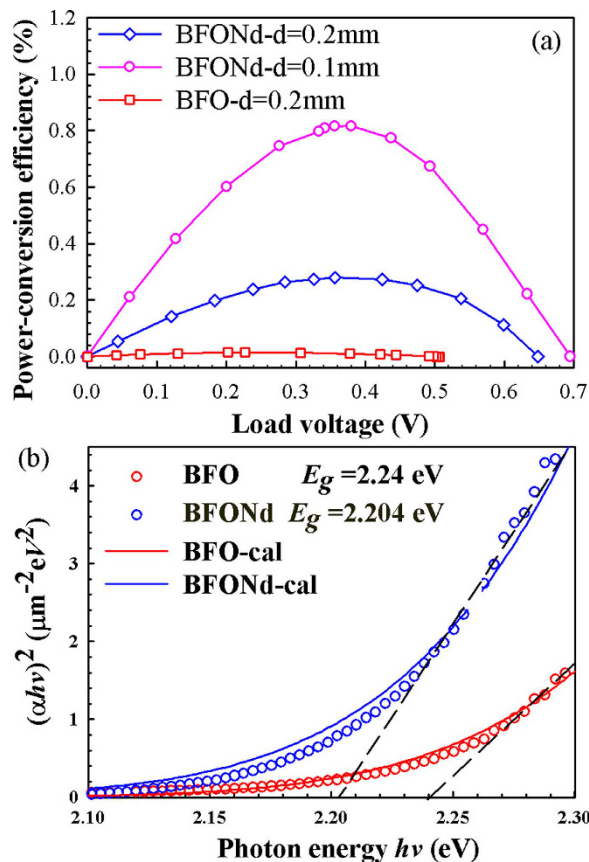 (a)
BFONd-d=0.2mm
BFONd-d=0.1mm
BFO-d=0.2mm
Power-conversion efficiency (%)
1.2
1.0
0.8
0.6
0.4
0.2
0.0
0.0 0.1 0.2 0.3 0.4 0.5 0.6 0.7
Load voltage (V)
(b)
BFO E_g =2.24 eV
BFONd E_g =2.204 eV
BFO-cal
BFONd-cal
(αhν)² (μm⁻²eV²)
4
3
2
1
0
2.10 2.15 2.20 2.25 2.30
Photon energy hν (eV)